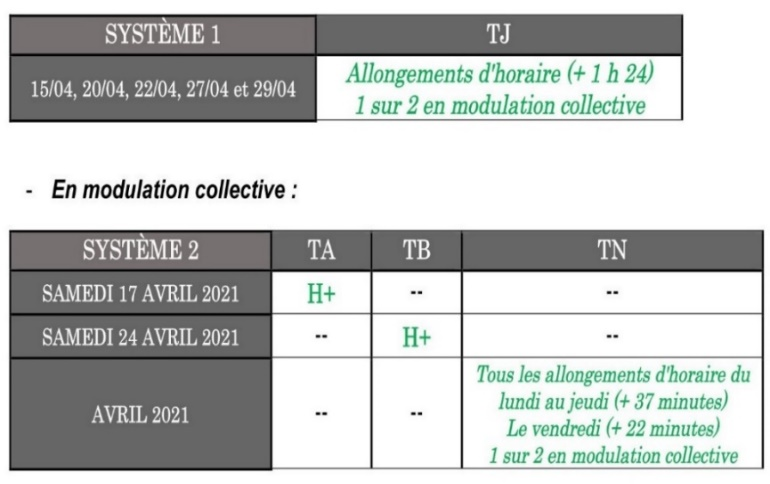 SYSTÈME 1 TJ
15/04, 20/04, 22/04, 27/04 et 29/04
Allongements d'horaire (+ 1 h 24)
1 sur 2 en modulation collective
- En modulation collective :
SYSTÈME 2 TA TB TN
SAMEDI 17 AVRIL 2021 H+ -- --
SAMEDI 24 AVRIL 2021 -- H+ --
AVRIL 2021 -- --
Tous les allongements d'horaire du
lundi au jeudi (+ 37 minutes)
Le vendredi (+ 22 minutes)
1 sur 2 en modulation collective